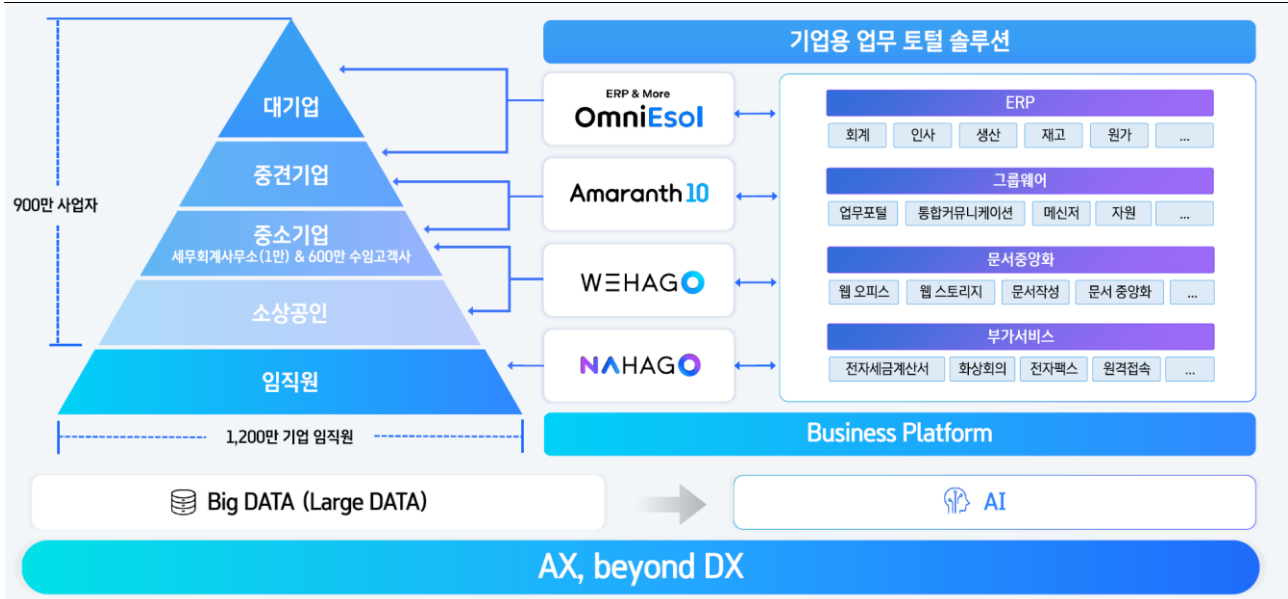 900만 사업자
대기업
중견기업
중소기업
세무회계사무소(1만) & 600만 수임고객사
소상공인
임직원
1,200만 기업 임직원
기업용 업무 토털 솔루션
ERP & More
OmniEsol
Amaranth 10
WEHAGO
NAHAGO
ERP
회계 인사 생산 재고 원가 ...
그룹웨어
업무포털 통합커뮤니케이션 메신저 자원 ...
문서중앙화
웹 오피스 웹 스토리지 문서작성 문서 중앙화 ...
부가서비스
전자세금계산서 화상회의 전자팩스 원격접속 ...
Business Platform
Big DATA (Large DATA)
AI
AX, beyond DX